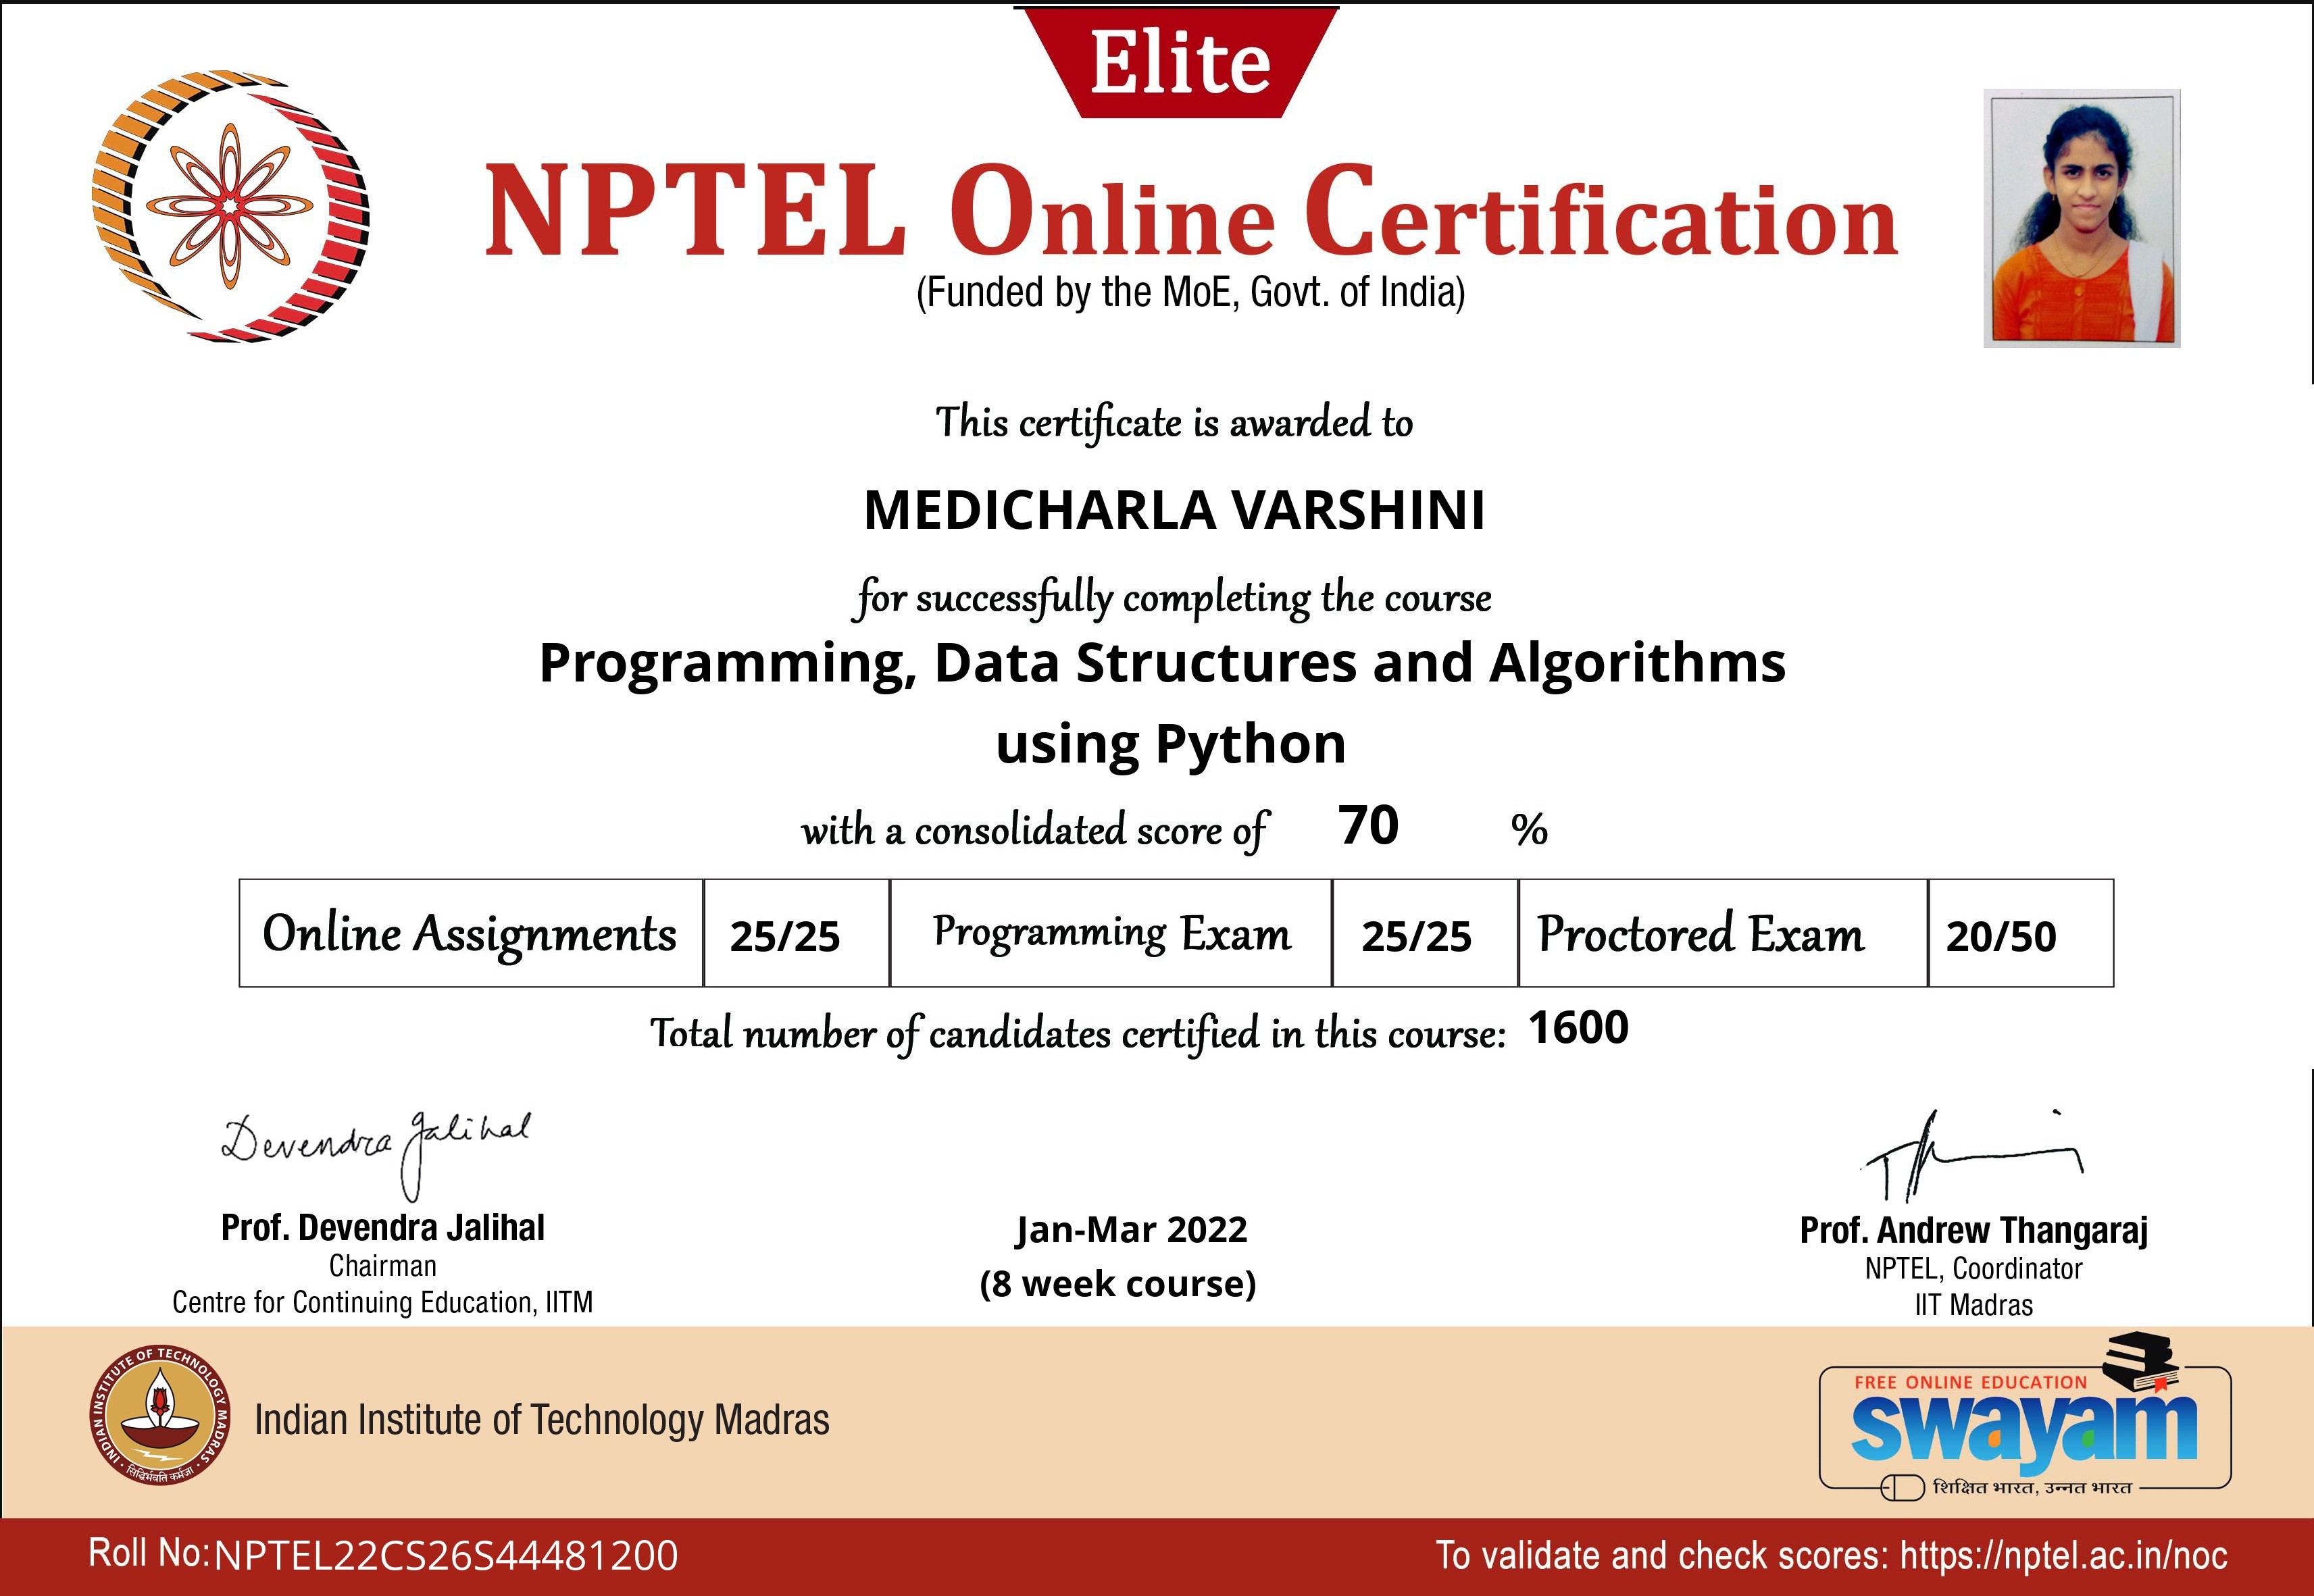 Elite
NPTEL Online Certification
(Funded by the MoE, Govt. of India)
This certificate is awarded to
MEDICHARLA VARSHINI
for successfully completing the course
Programming, Data Structures and Algorithms
using Python
with a consolidated score of 70 %
Online Assignments 25/25 Programming Exam 25/25 Proctored Exam 20/50
Total number of candidates certified in this course: 1600
Devendra Jalihal
Prof. Devendra Jalihal
Chairman
Centre for Continuing Education, IITM
Jan-Mar 2022
(8 week course)
Prof. Andrew Thangaraj
NPTEL, Coordinator
IIT Madras
INDIAN INSTITUTE OF TECHNOLOGY MADRAS
सिद्धिर्भवति कर्मजा
Indian Institute of Technology Madras
FREE ONLINE EDUCATION
swayam
शिक्षित भारत, उन्नत भारत
Roll No:NPTEL22CS26S44481200
To validate and check scores: https://nptel.ac.in/noc